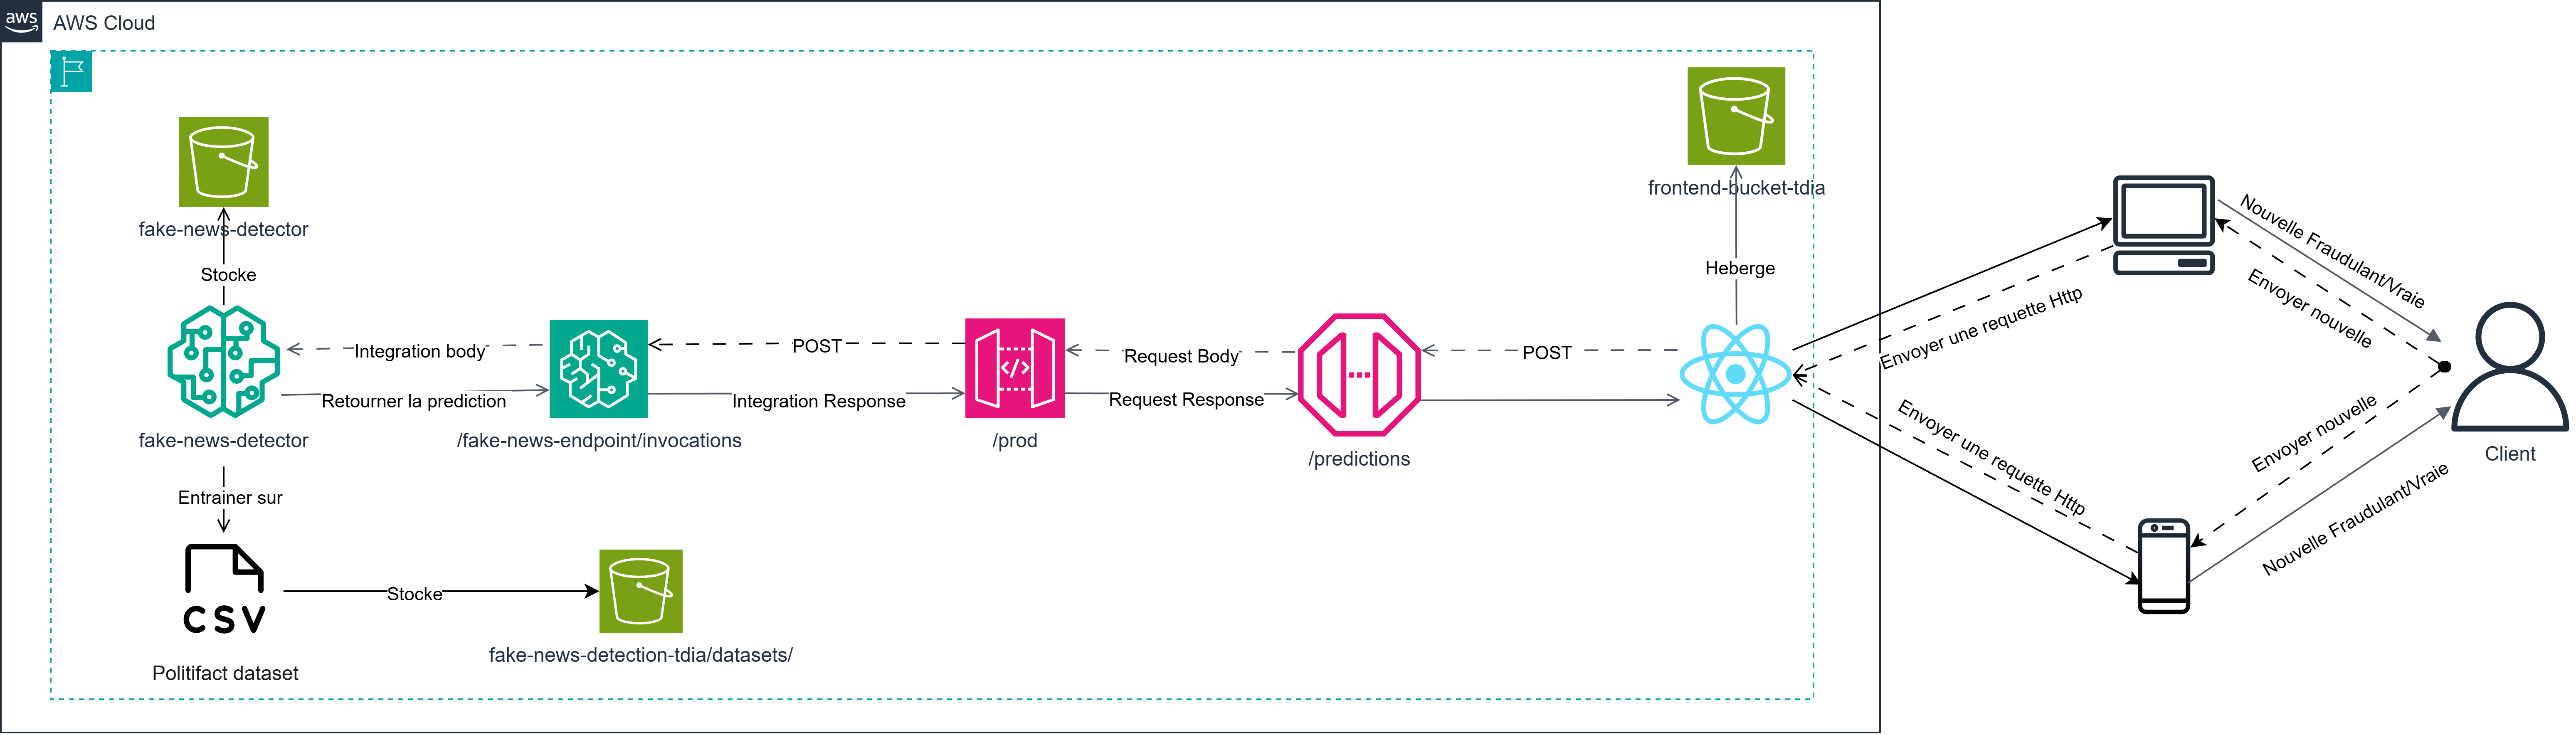 aws
AWS Cloud
fake-news-detector
Stocke
frontend-bucket-tdia
Heberge
Integration body
Retourner la prediction
POST
Integration Response
Request Body
Request Response
POST
fake-news-detector
/fake-news-endpoint/invocations
/prod
/predictions
Entrainer sur
CSV
Stocke
Politifact dataset
fake-news-detection-tdia/datasets/
Envoyer une requette Http
Envoyer une requette Http
Nouvelle Fraudulant/Vraie
Envoyer nouvelle
Envoyer nouvelle
Nouvelle Fraudulant/Vraie
Client